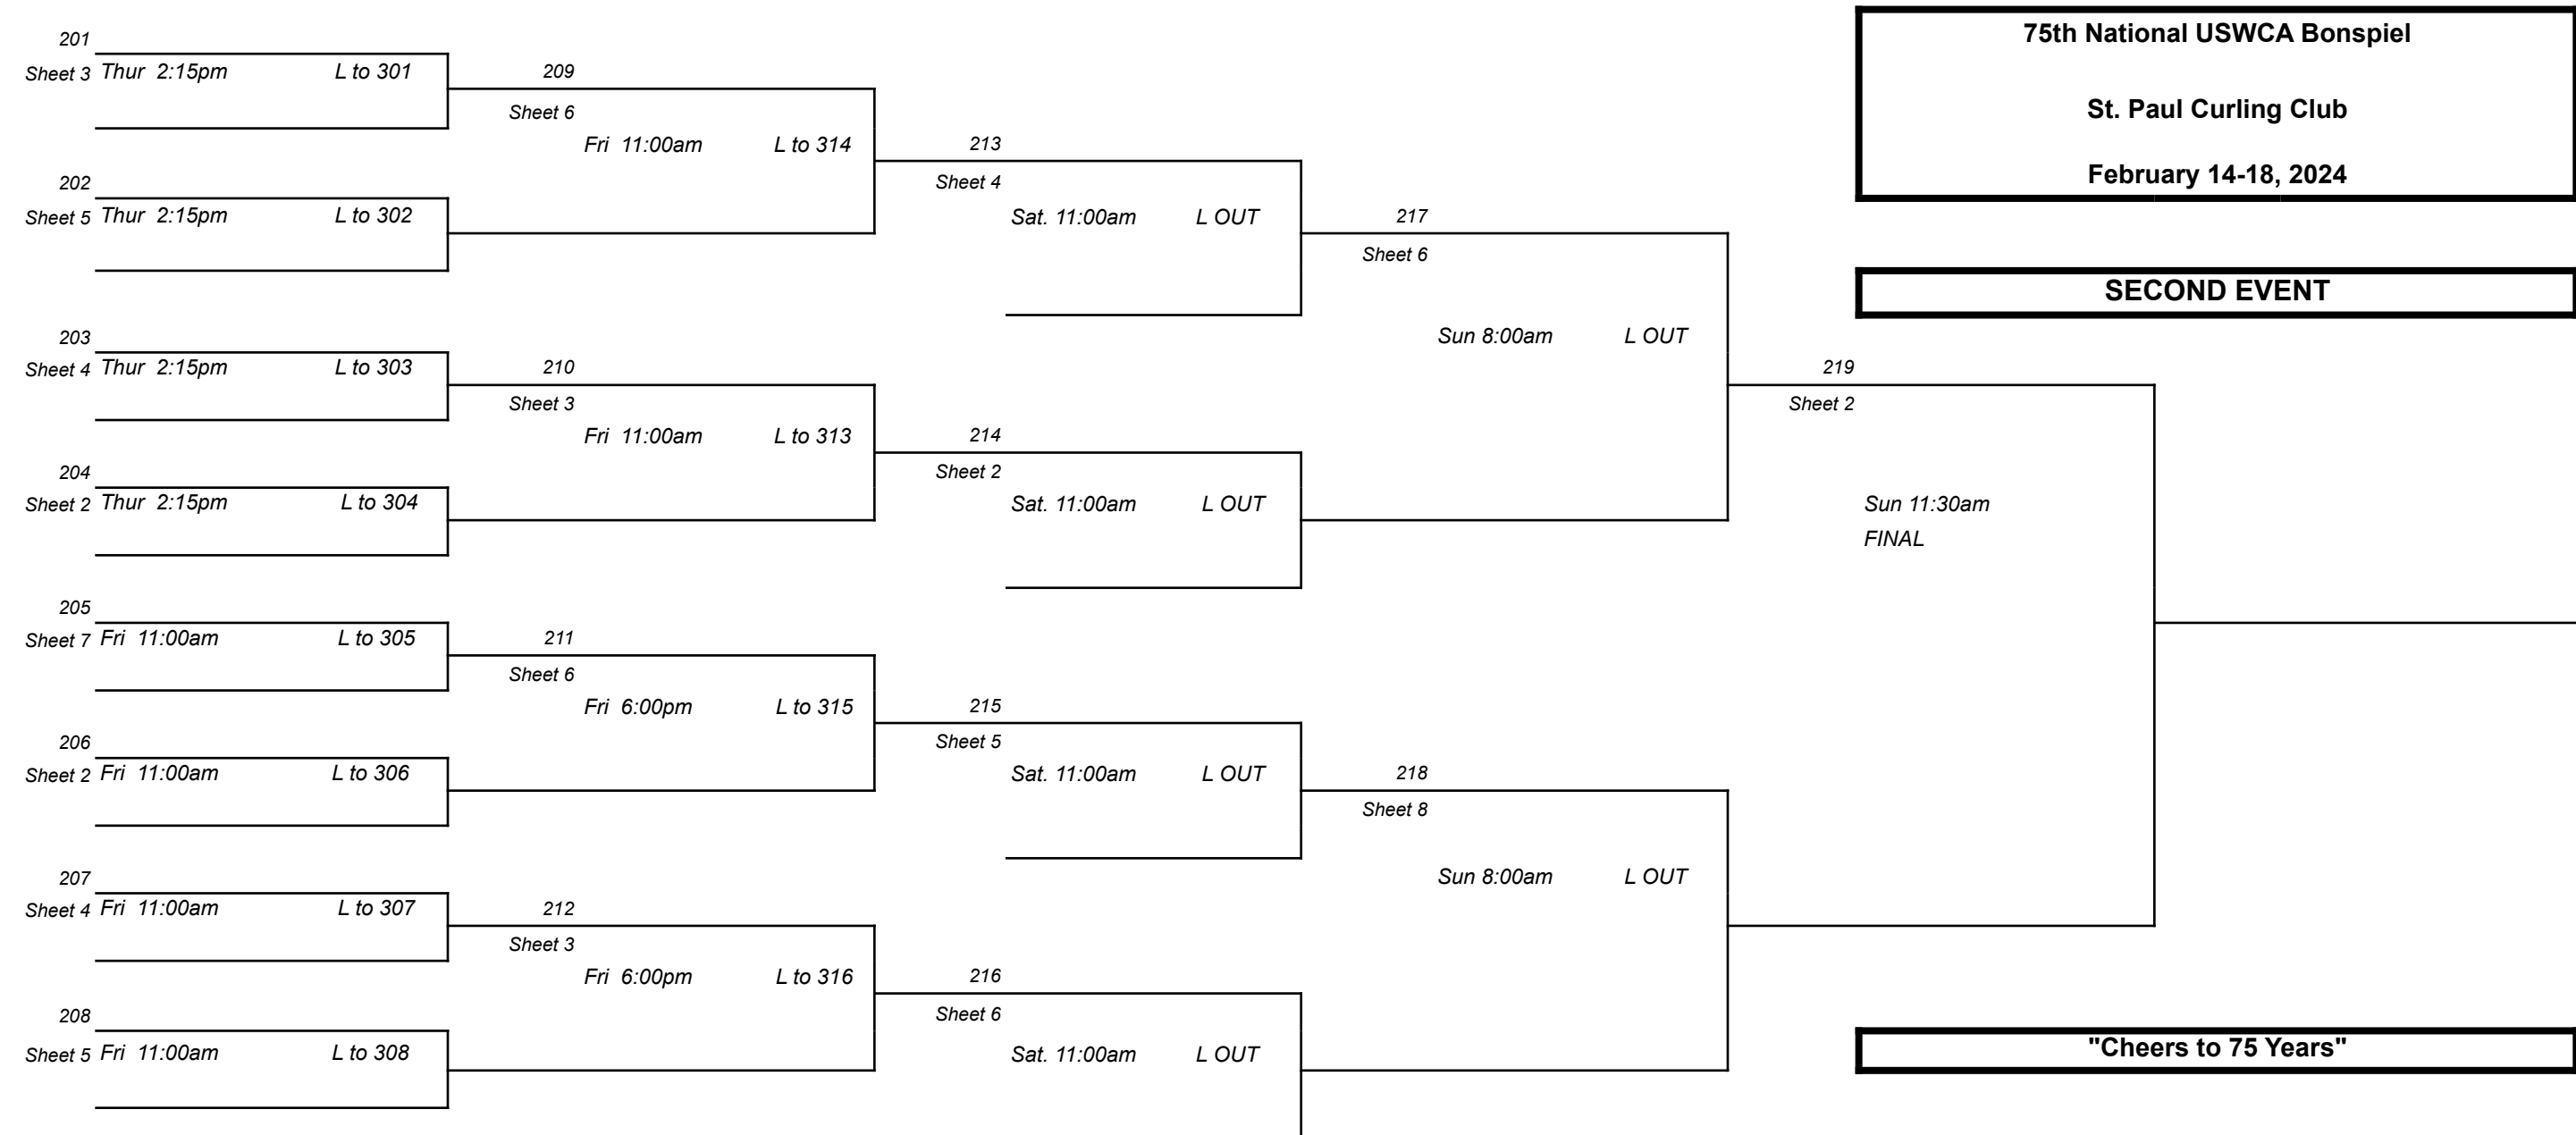 75th National USWCA Bonspiel
St. Paul Curling Club
February 14-18, 2024
SECOND EVENT
201
Sheet 3 Thur 2:15pm L to 301
202
Sheet 5 Thur 2:15pm L to 302
203
Sheet 4 Thur 2:15pm L to 303
204
Sheet 2 Thur 2:15pm L to 304
205
Sheet 7 Fri 11:00am L to 305
206
Sheet 2 Fri 11:00am L to 306
207
Sheet 4 Fri 11:00am L to 307
208
Sheet 5 Fri 11:00am L to 308
209
Sheet 6
Fri 11:00am L to 314
210
Sheet 3
Fri 11:00am L to 313
211
Sheet 6
Fri 6:00pm L to 315
212
Sheet 3
Fri 6:00pm L to 316
213
Sheet 4
Sat. 11:00am L OUT
214
Sheet 2
Sat. 11:00am L OUT
215
Sheet 5
Sat. 11:00am L OUT
216
Sheet 6
Sat. 11:00am L OUT
217
Sheet 6
Sun 8:00am L OUT
218
Sheet 8
Sun 8:00am L OUT
219
Sheet 2
Sun 11:30am
FINAL
"Cheers to 75 Years"